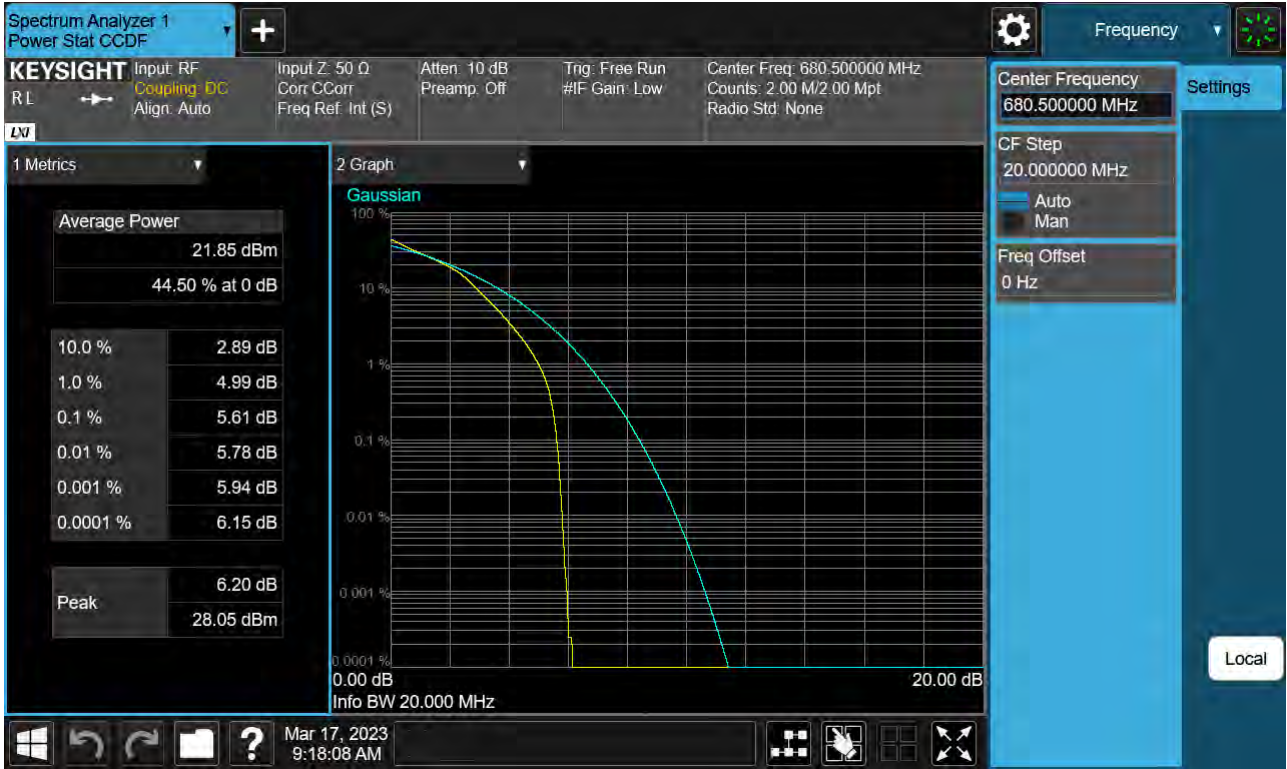 Spectrum Analyzer 1
Power Stat CCDF
Frequency
KEYSIGHT
R L
LXI
Input: RF
Coupling: DC
Align: Auto
Input Z: 50 Ω
Corr CCorr
Freq Ref: Int (S)
Atten: 10 dB
Preamp: Off
Trig: Free Run
#IF Gain: Low
Center Freq: 680.500000 MHz
Counts: 2.00 M/2.00 Mpt
Radio Std: None
Center Frequency
680.500000 MHz
Settings
CF Step
20.000000 MHz
Auto
Man
Freq Offset
0 Hz
Local
1 Metrics
Average Power
21.85 dBm
44.50 % at 0 dB
10.0 % 2.89 dB
1.0 % 4.99 dB
0.1 % 5.61 dB
0.01 % 5.78 dB
0.001 % 5.94 dB
0.0001 % 6.15 dB
Peak
6.20 dB
28.05 dBm
2 Graph
Gaussian
100 %
10 %
1 %
0.1 %
0.01 %
0.001 %
0.0001 %
0.00 dB
20.00 dB
Info BW 20.000 MHz
Mar 17, 2023
9:18:08 AM